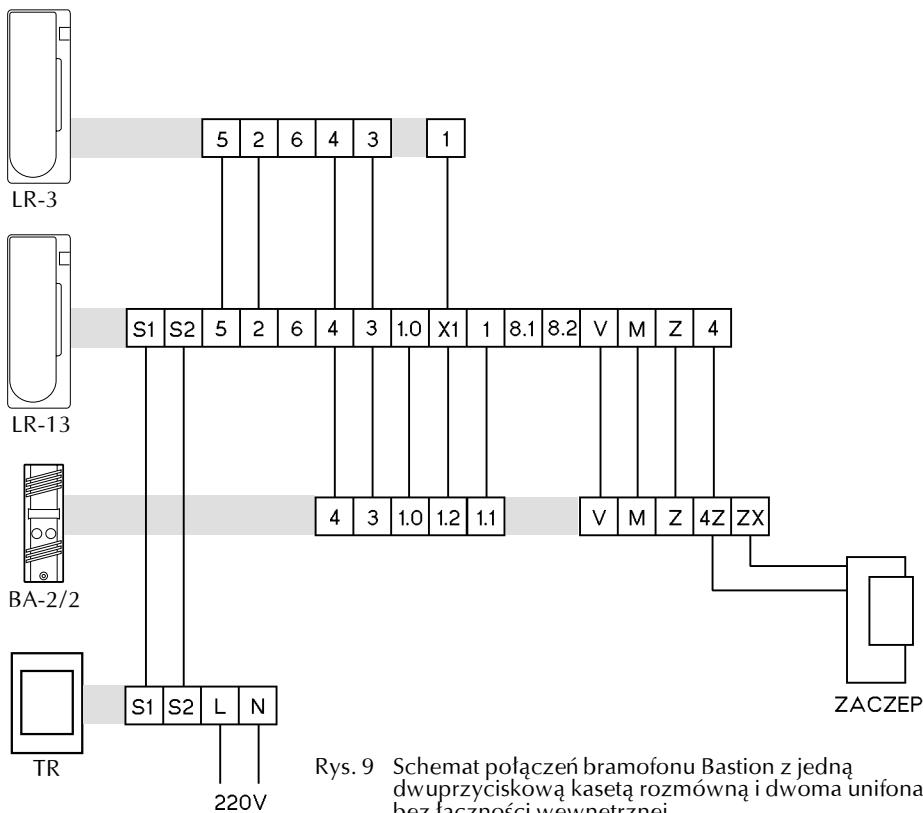 5 2 6 4 3 1
LR-3
S1 S2 5 2 6 4 3 1.0 X1 1 8.1 8.2 V M Z 4
LR-13
4 3 1.0 1.2 1.1 V M Z 4Z ZX
BA-2/2
ZACZEP
S1 S2 L N
TR
220V
Rys. 9 Schemat połączeń bramofonu Bastion z jedną
dwuprzyciskową kasetą rozmówną i dwoma unifona